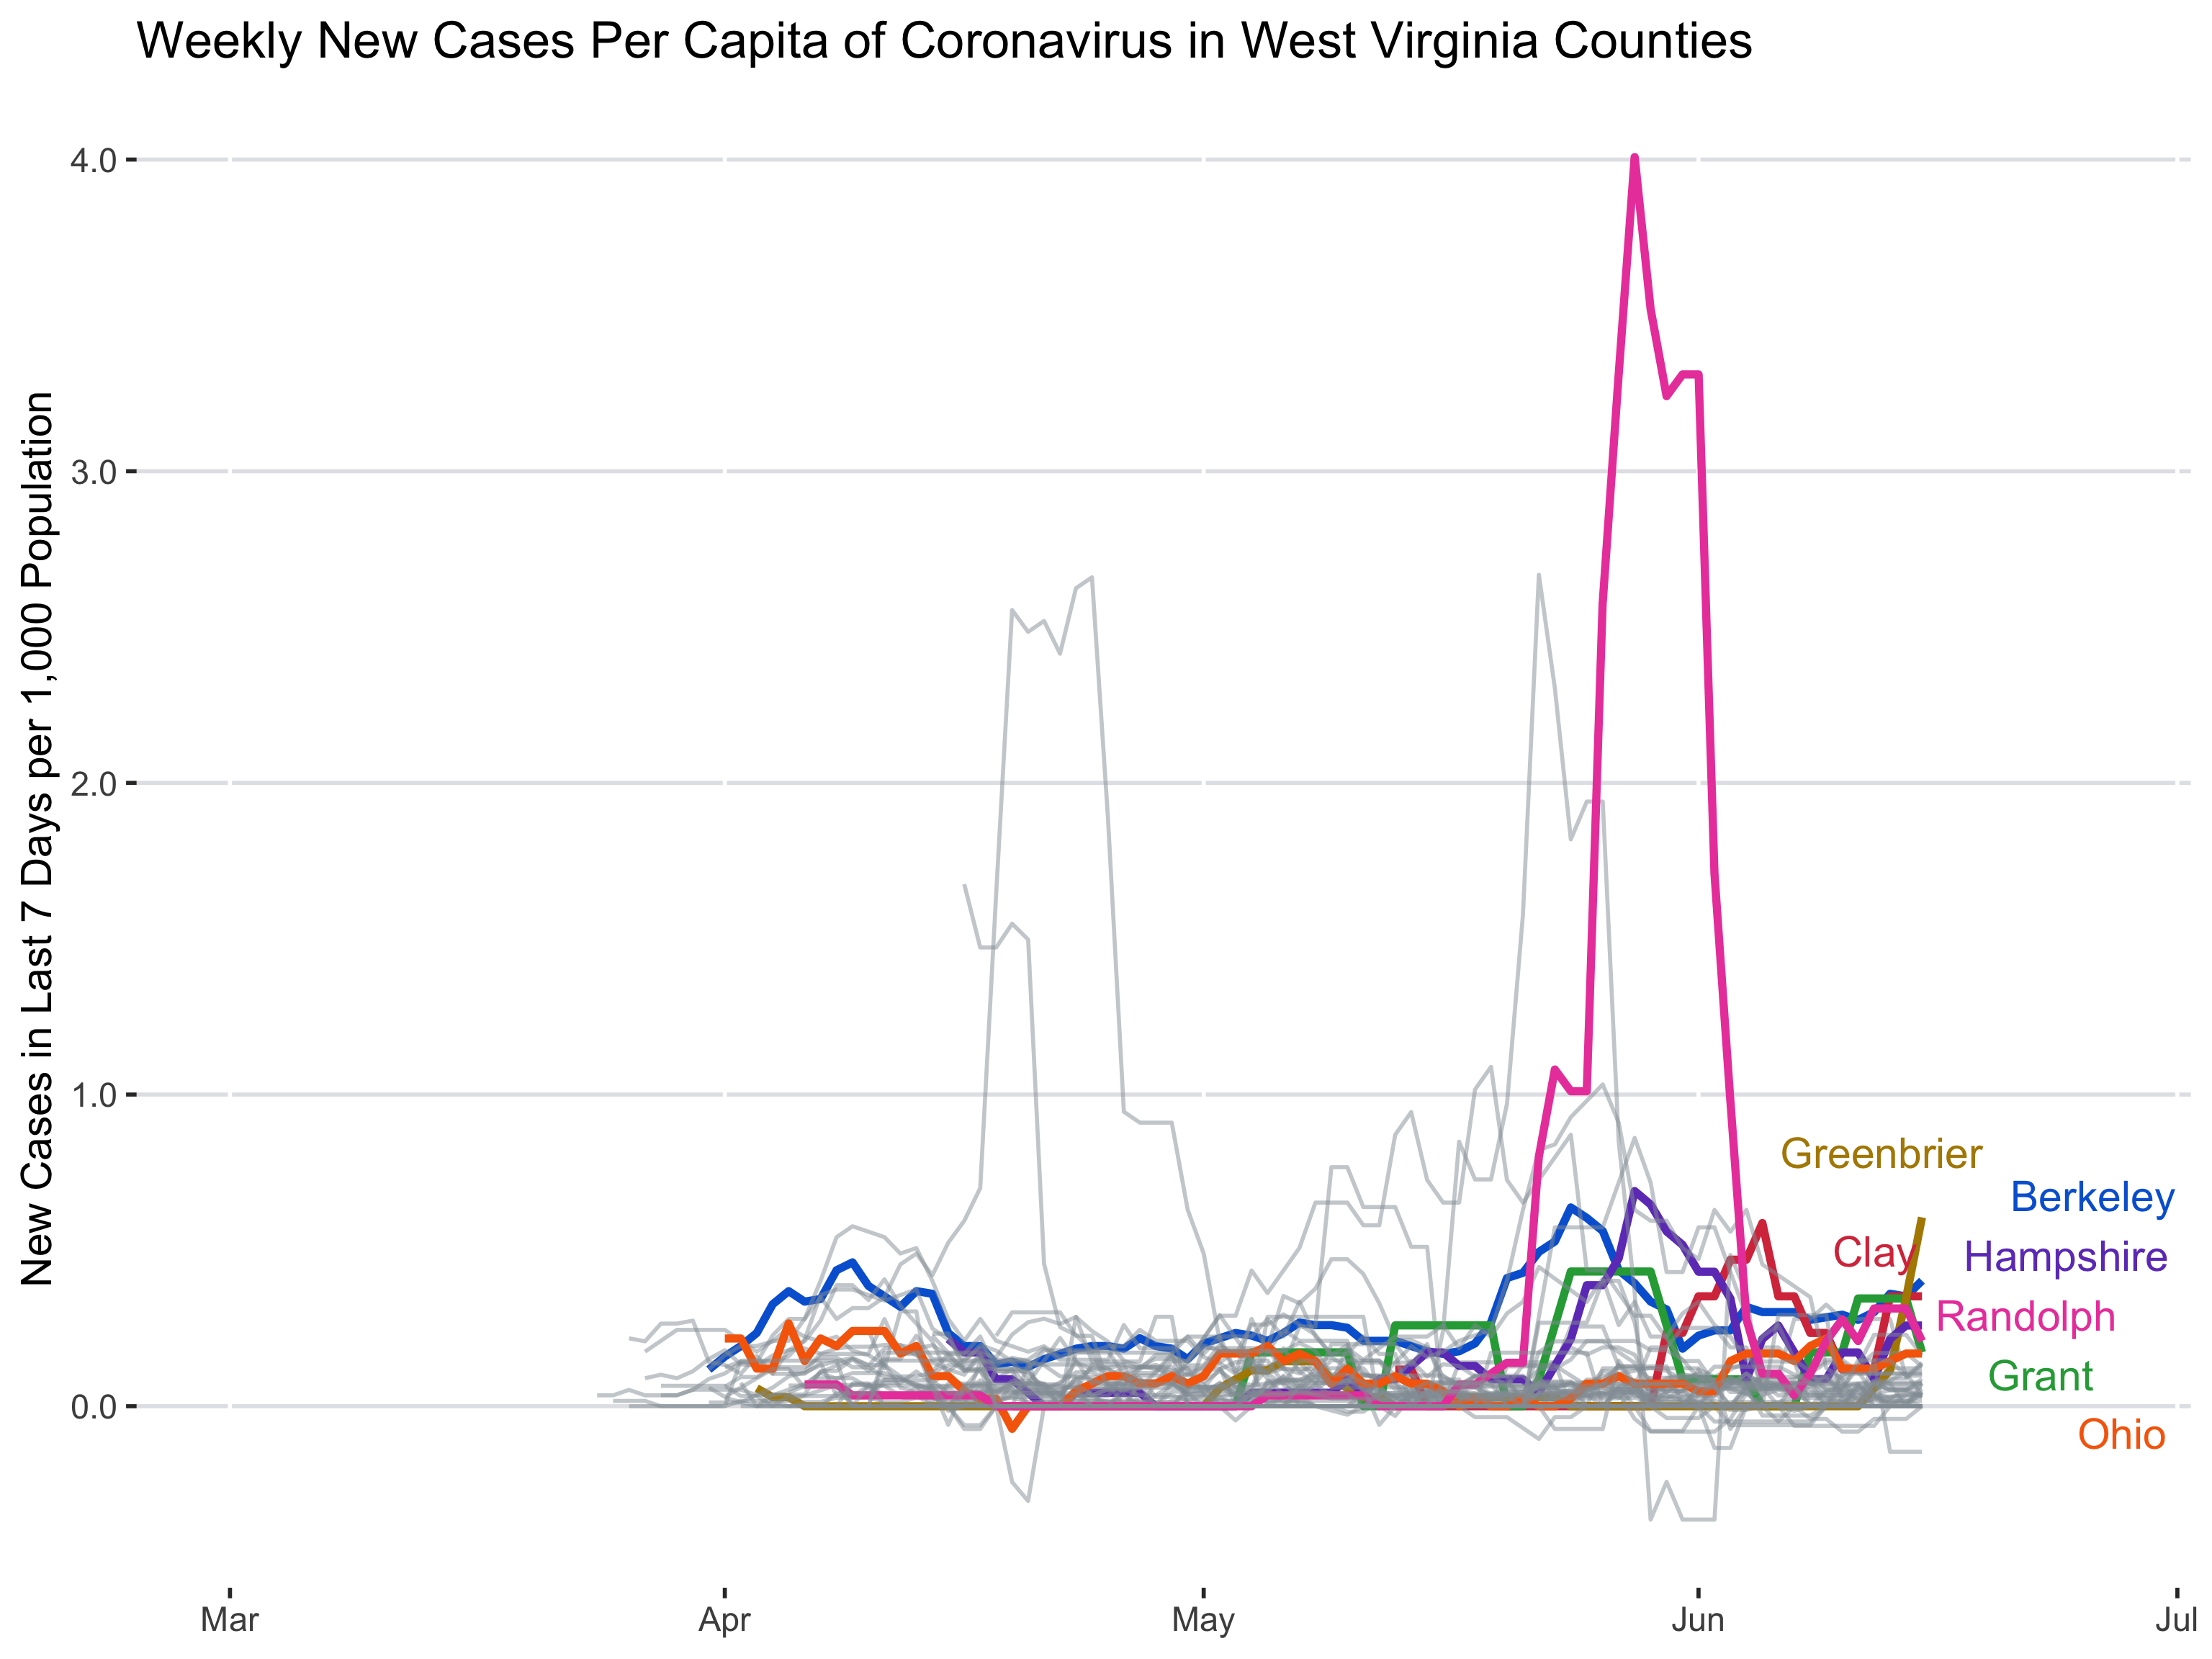 Weekly New Cases Per Capita of Coronavirus in West Virginia Counties
New Cases in Last 7 Days per 1,000 Population
4.0
3.0
2.0
1.0
0.0
Greenbrier
Berkeley
Clay
Hampshire
Randolph
Grant
Ohio
Mar
Apr
May
Jun
Jul